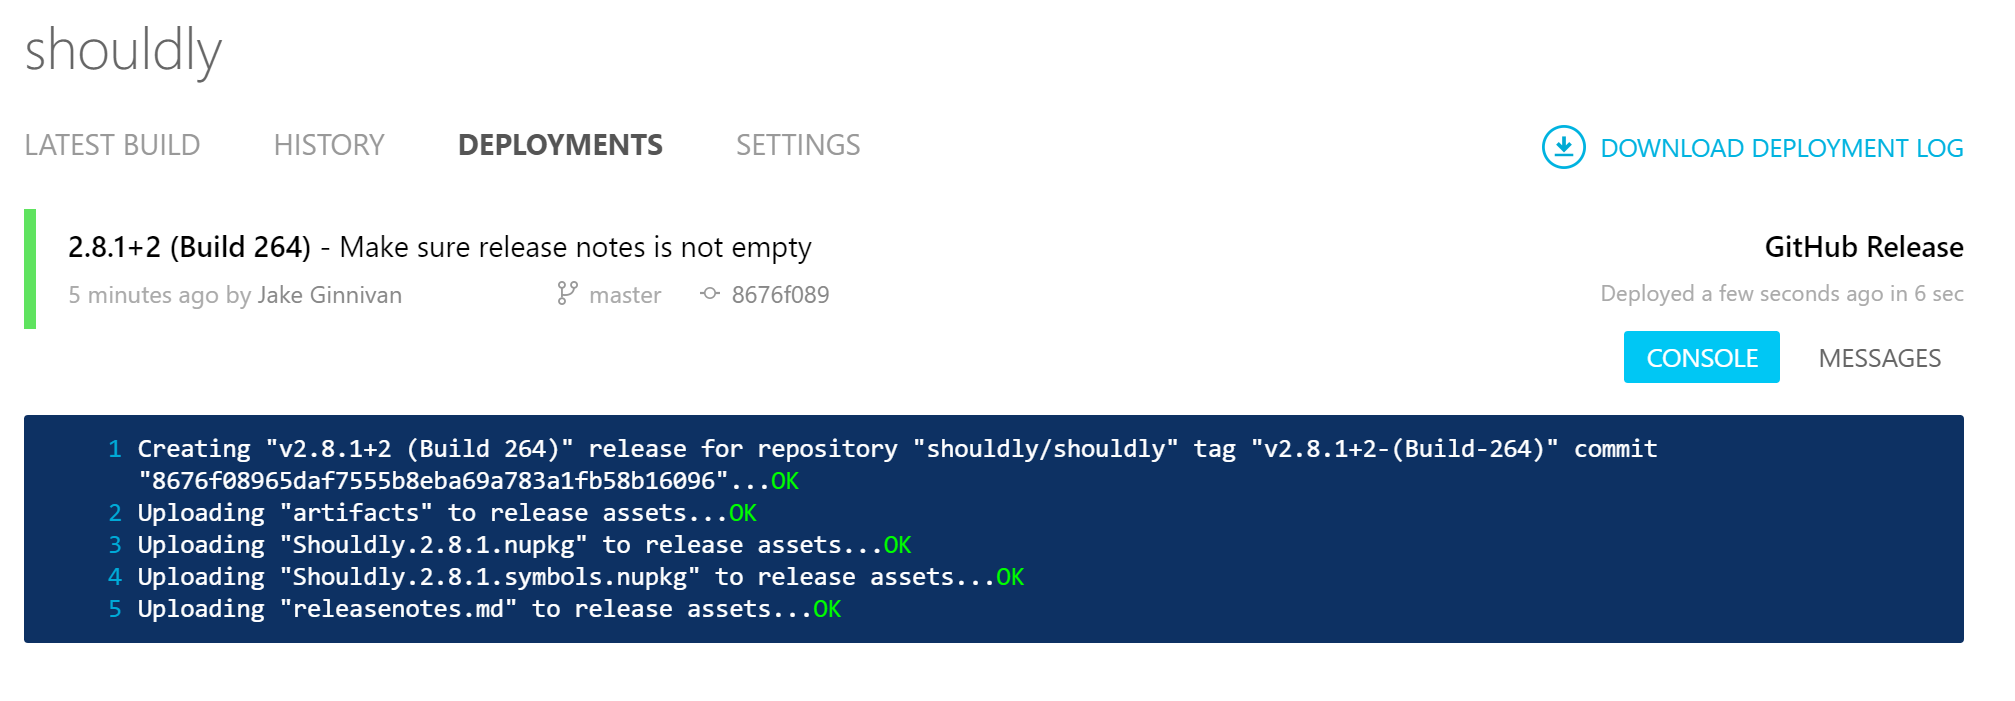 shouldly
LATEST BUILD HISTORY DEPLOYMENTS SETTINGS DOWNLOAD DEPLOYMENT LOG
2.8.1+2 (Build 264) - Make sure release notes is not empty GitHub Release
5 minutes ago by Jake Ginnivan master 8676f089 Deployed a few seconds ago in 6 sec
CONSOLE MESSAGES
1 Creating "v2.8.1+2 (Build 264)" release for repository "shouldly/shouldly" tag "v2.8.1+2-(Build-264)" commit
"8676f08965daf7555b8eba69a783a1fb58b16096"...OK
2 Uploading "artifacts" to release assets...OK
3 Uploading "Shouldly.2.8.1.nupkg" to release assets...OK
4 Uploading "Shouldly.2.8.1.symbols.nupkg" to release assets...OK
5 Uploading "releasenotes.md" to release assets...OK